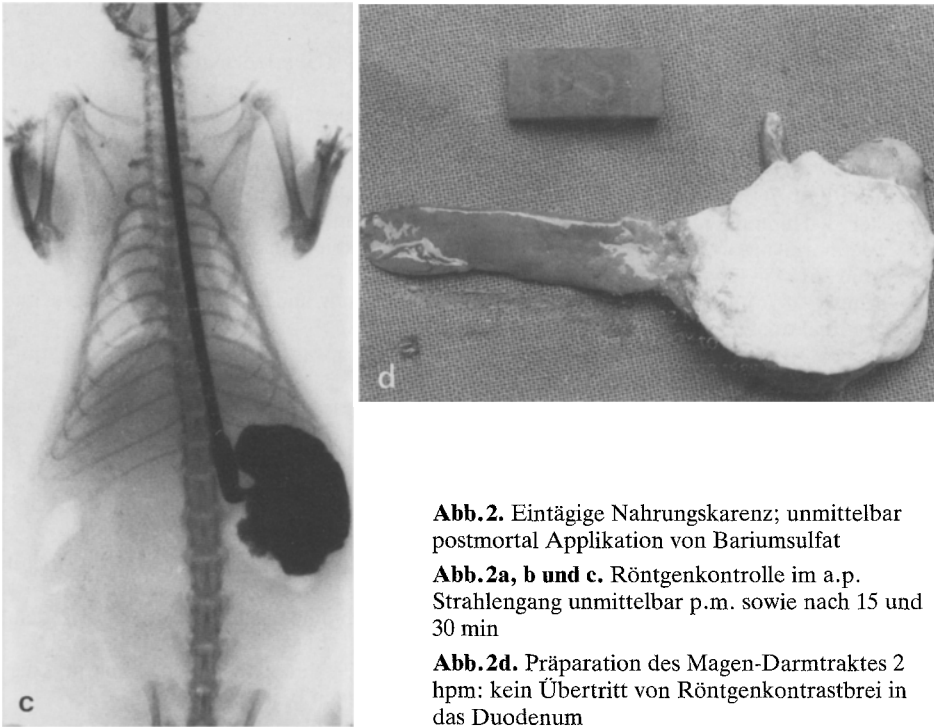 c
d
Abb.2. Eintägige Nahrungskarenz; unmittelbar
postmortal Applikation von Bariumsulfat
Abb.2a, b und c. Röntgenkontrolle im a.p.
Strahlengang unmittelbar p.m. sowie nach 15 und
30 min
Abb.2d. Präparation des Magen-Darmtraktes 2
hpm: kein Übertritt von Röntgenkontrastbrei in
das Duodenum